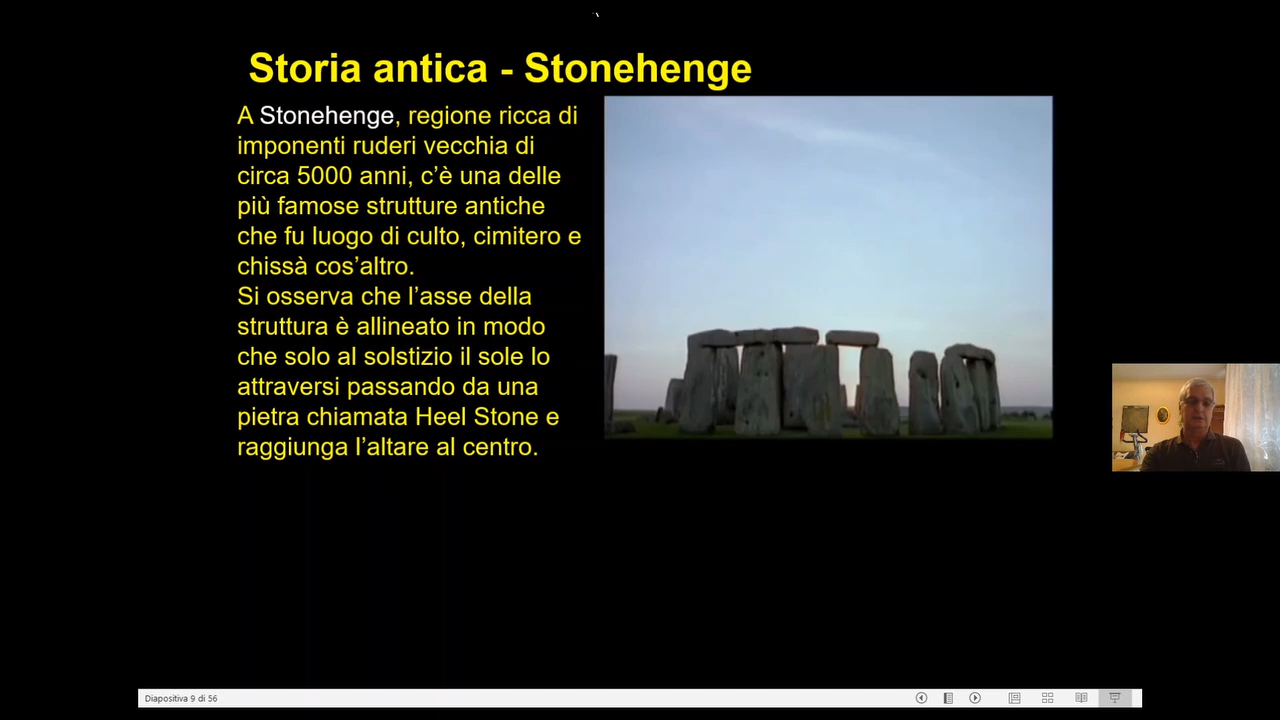 Storia antica - Stonehenge
A Stonehenge, regione ricca di
imponenti ruderi vecchia di
circa 5000 anni, c’è una delle
più famose strutture antiche
che fu luogo di culto, cimitero e
chissà cos’altro.
Si osserva che l’asse della
struttura è allineato in modo
che solo al solstizio il sole lo
attraversi passando da una
pietra chiamata Heel Stone e
raggiunga l’altare al centro.
Diapositiva 9 di 56